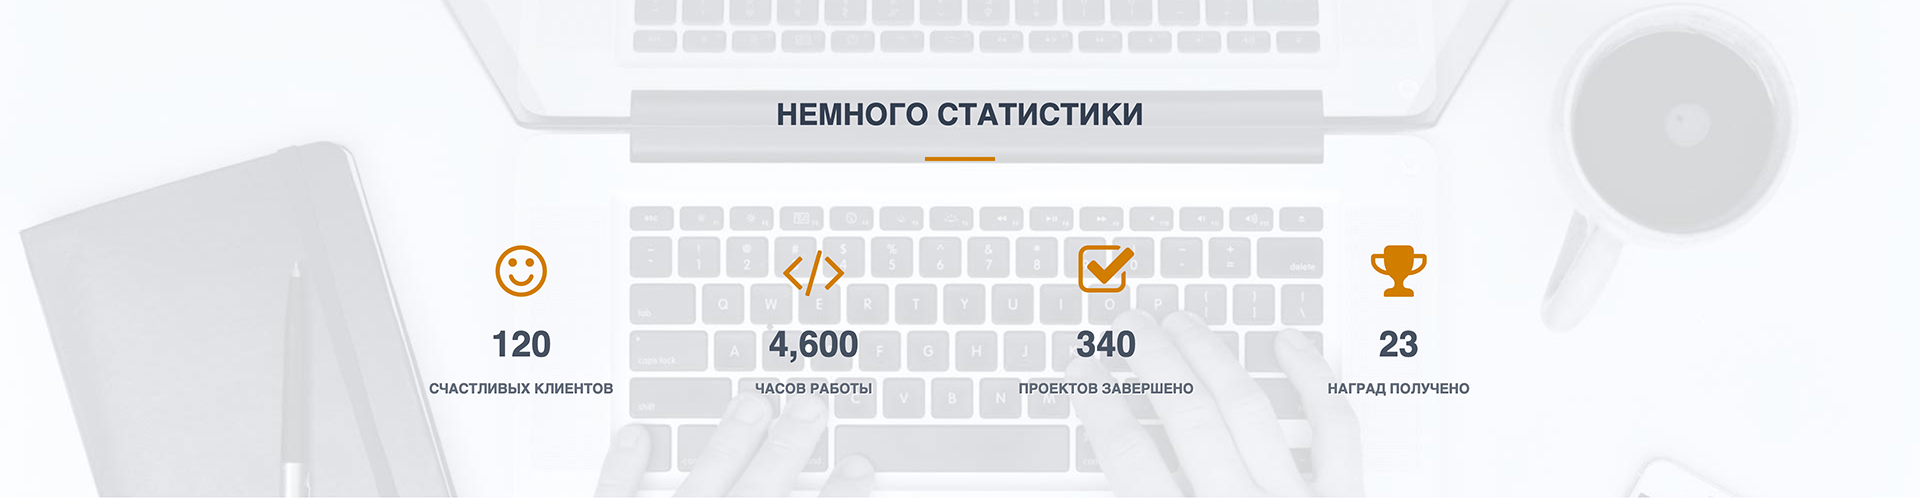 НЕМНОГО СТАТИСТИКИ
120
4,600
340
23
СЧАСТЛИВЫХ КЛИЕНТОВ
ЧАСОВ РАБОТЫ
ПРОЕКТОВ ЗАВЕРШЕНО
НАГРАД ПОЛУЧЕНО